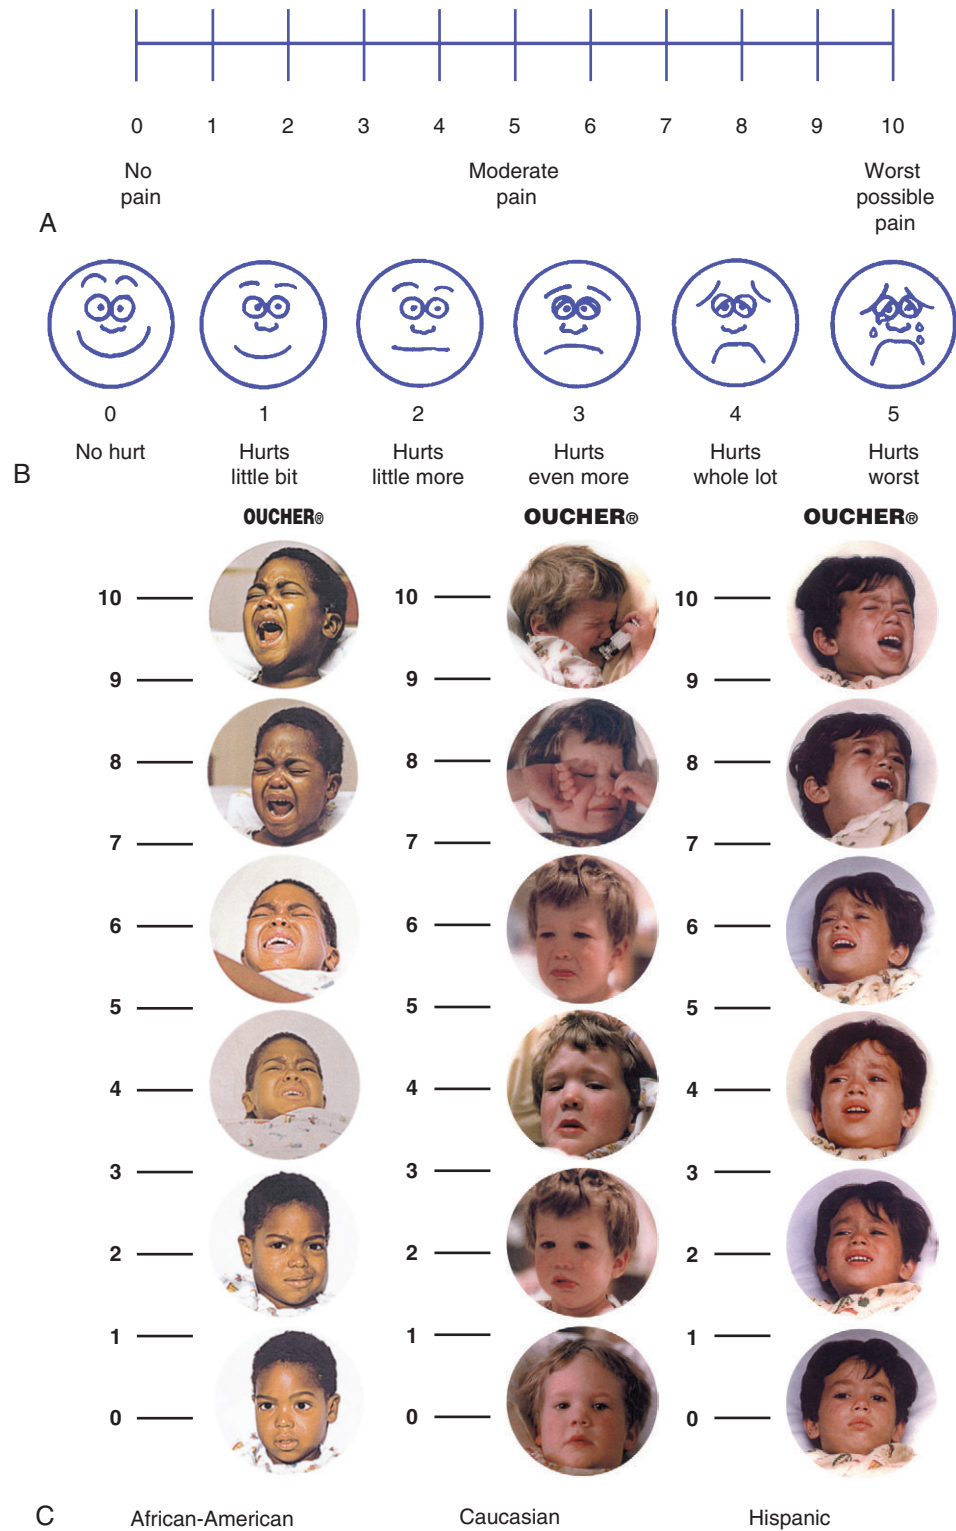 0 1 2 3 4 5 6 7 8 9 10
No Moderate Worst
pain pain possible
pain
A
0 1 2 3 4 5
No hurt Hurts Hurts Hurts Hurts Hurts
little bit little more even more whole lot worst
B
OUCHER® OUCHER® OUCHER®
10 10 10
9 9 9
8 8 8
7 7 7
6 6 6
5 5 5
4 4 4
3 3 3
2 2 2
1 1 1
0 0 0
C African-American Caucasian Hispanic